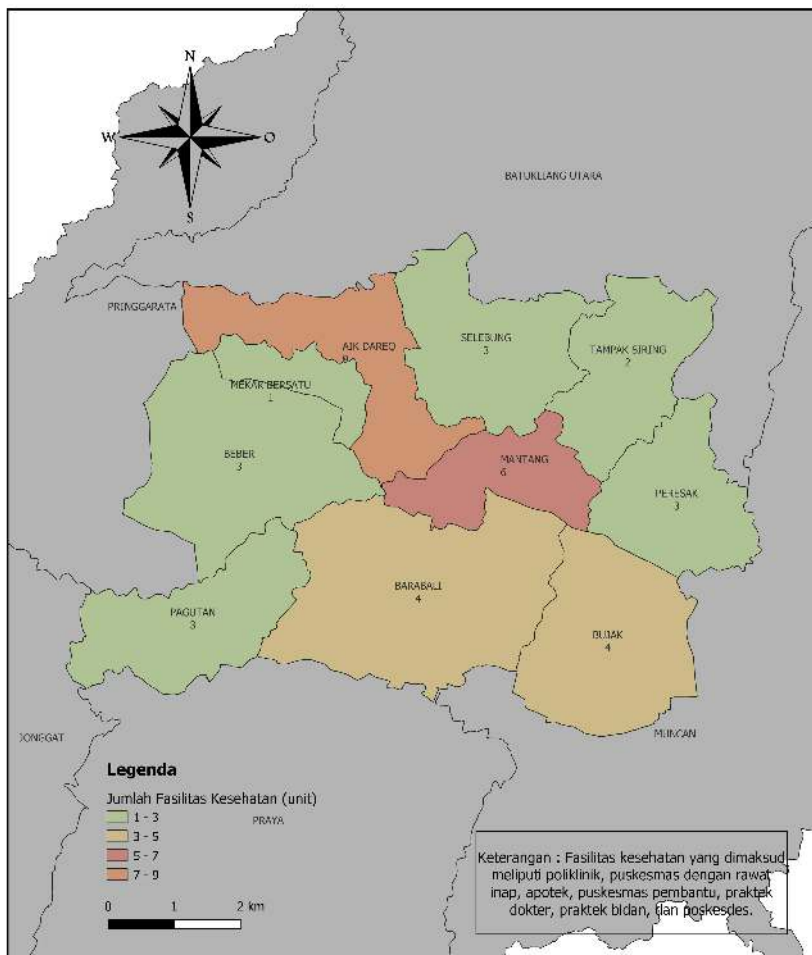 N
W
O
S
BATUKLIANG UTARA
PRINGGARATA
AIK DAREQ
SELEBUNG
3
TAMPAK SIRING
2
MEKAR BERSATU
1
BEBER
3
MANTANG
6
PERESAK
3
BARABALI
4
PAGUTAN
3
BUJAK
4
JONGGAT
MUNCAN
Legenda
Jumlah Fasilitas Kesehatan (unit)
1 - 3
PRAYA
3 - 5
5 - 7
7 - 9
0 1 2 km
Keterangan : Fasilitas kesehatan yang dimaksud
meliputi poliklinik, puskesmas dengan rawat
inap, apotek, puskesmas pembantu, praktek
dokter, praktek bidan, dan poskesdes.